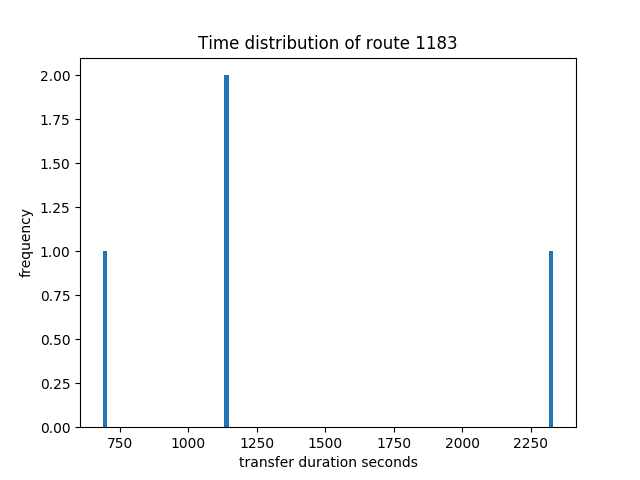 Time distribution of route 1183
2.00
1.75
1.50
1.25
1.00
0.75
0.50
0.25
0.00
frequency
750 1000 1250 1500 1750 2000 2250
transfer duration seconds